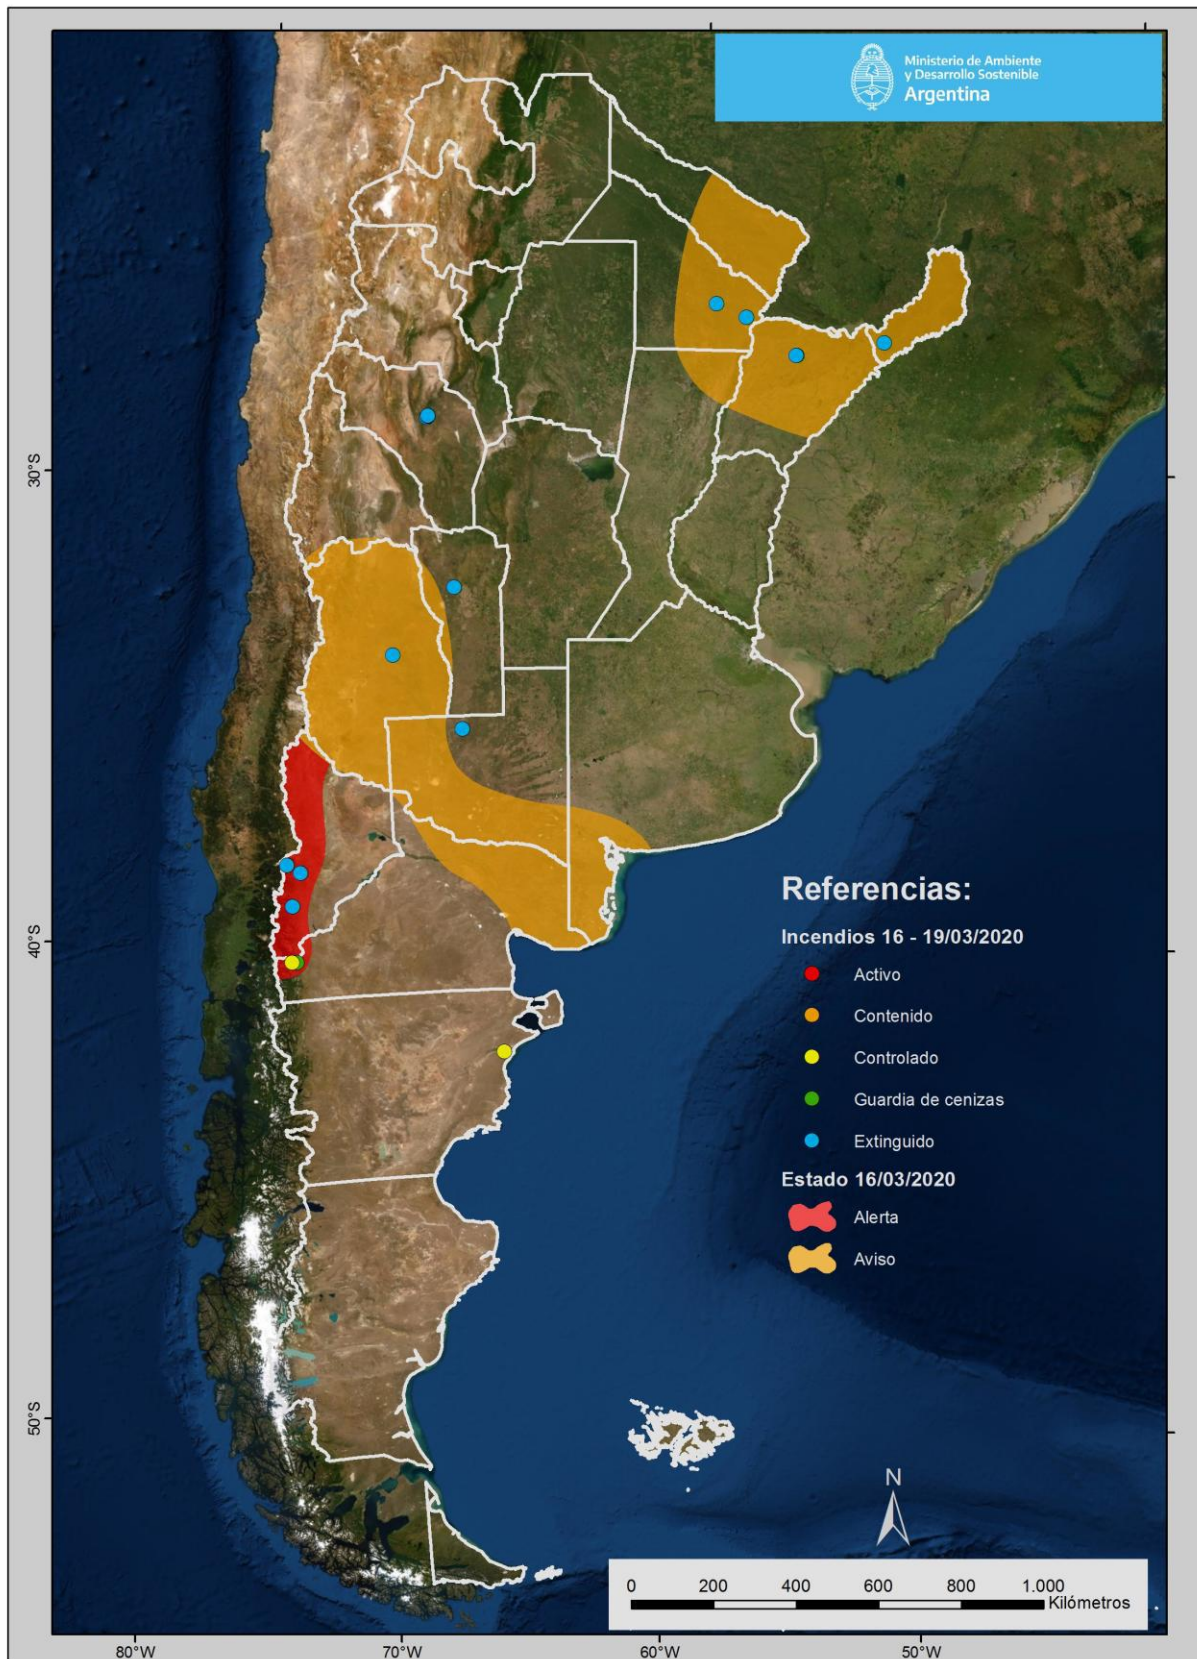 Ministerio de Ambiente
y Desarrollo Sostenible
Argentina
30°S
40°S
50°S
Referencias:
Incendios 16 - 19/03/2020
Activo
Contenido
Controlado
Guardia de cenizas
Extinguido
Estado 16/03/2020
Alerta
Aviso
N
0 200 400 600 800 1.000
Kilómetros
80°W 70°W 60°W 50°W